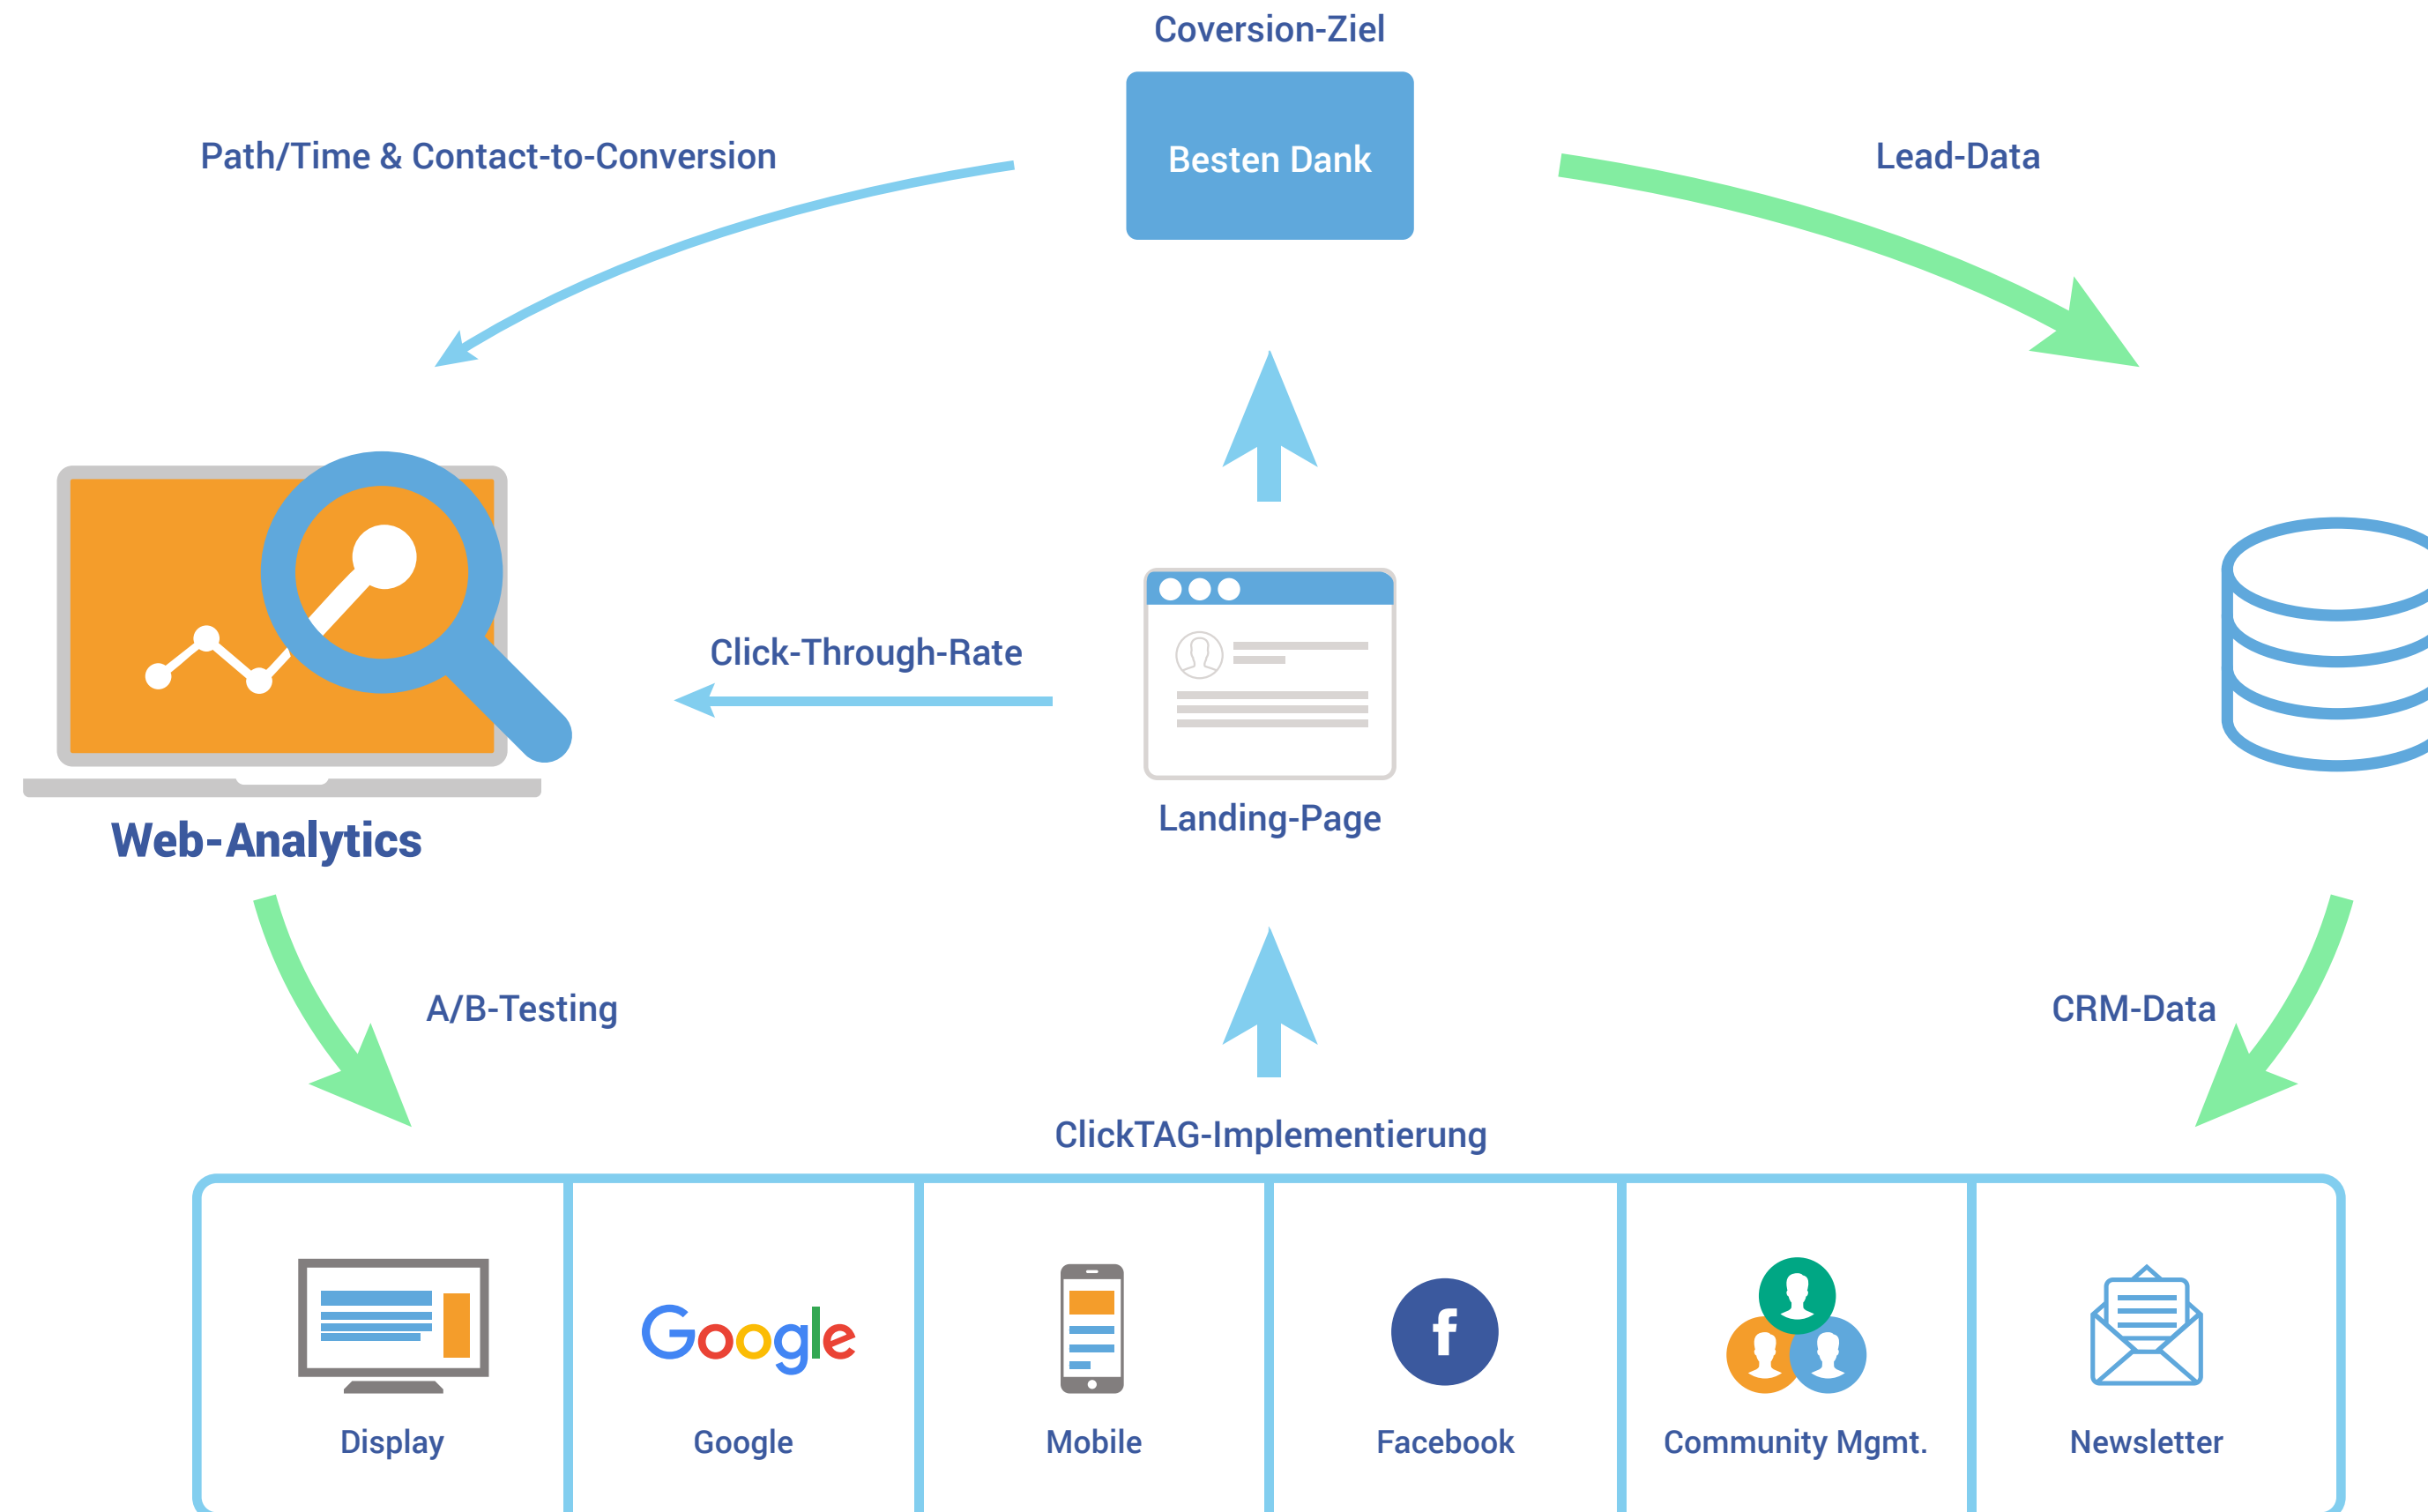 Coversion-Ziel
Path/Time & Contact-to-Conversion
Besten Dank
Lead-Data
Click-Through-Rate
Landing-Page
Web-Analytics
A/B-Testing
CRM-Data
ClickTAG-Implementierung
Google
Display
Google
Mobile
Facebook
Community Mgmt.
Newsletter